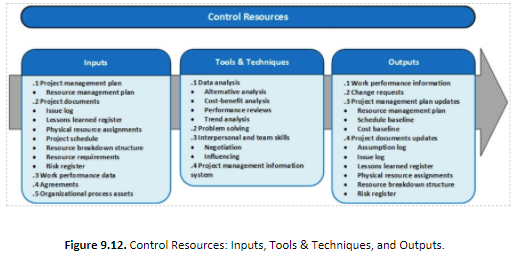 Control Resources
Inputs
.1 Project management plan
• Resource management plan
.2 Project documents
• Issue log
• Lessons learned register
• Physical resource assignments
• Project schedule
• Resource breakdown structure
• Resource requirements
• Risk register
.3 Work performance data
.4 Agreements
.5 Organizational process assets
Tools & Techniques
.1 Data analysis
• Alternative analysis
• Cost-benefit analysis
• Performance reviews
• Trend analysis
.2 Problem solving
.3 Interpersonal and team skills
• Negotiation
• Influencing
.4 Project management information
system
Outputs
.1 Work performance information
.2 Change requests
.3 Project management plan updates
• Resource management plan
• Schedule baseline
• Cost baseline
.4 Project documents updates
• Assumption log
• Issue log
• Lessons learned register
• Physical resource assignments
• Resource breakdown structure
• Risk register
Figure 9.12. Control Resources: Inputs, Tools & Techniques, and Outputs.